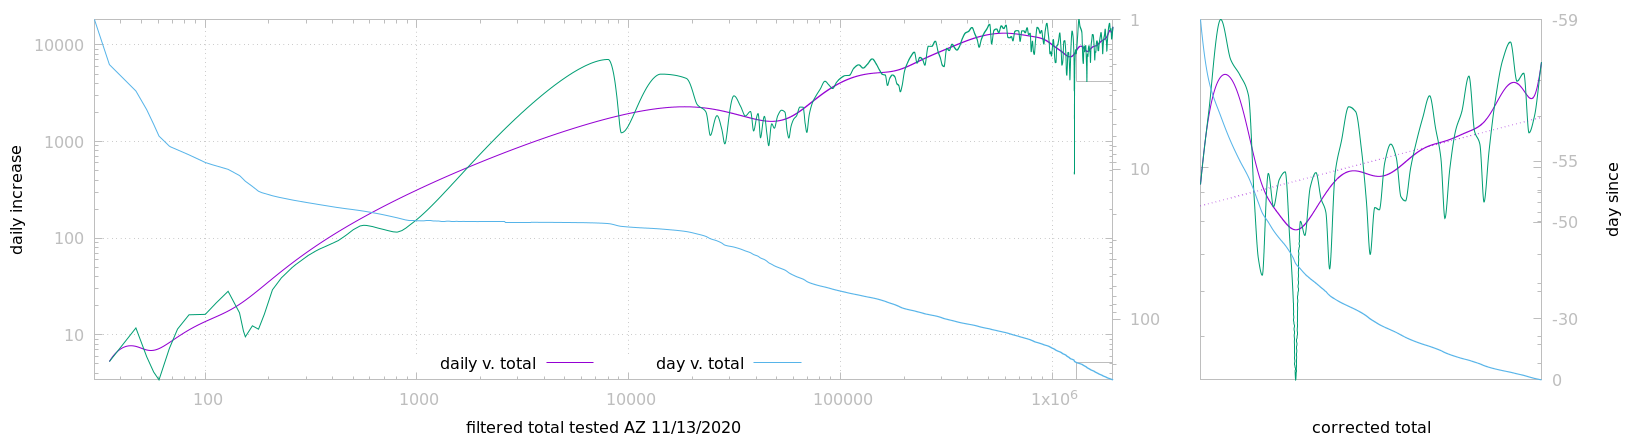 10000
1000
100
10
daily increase
100
1000
10000
100000
1x10^6
1
10
100
daily v. total
day v. total
filtered total tested AZ 11/13/2020
-59
-55
-50
-30
0
day since
corrected total